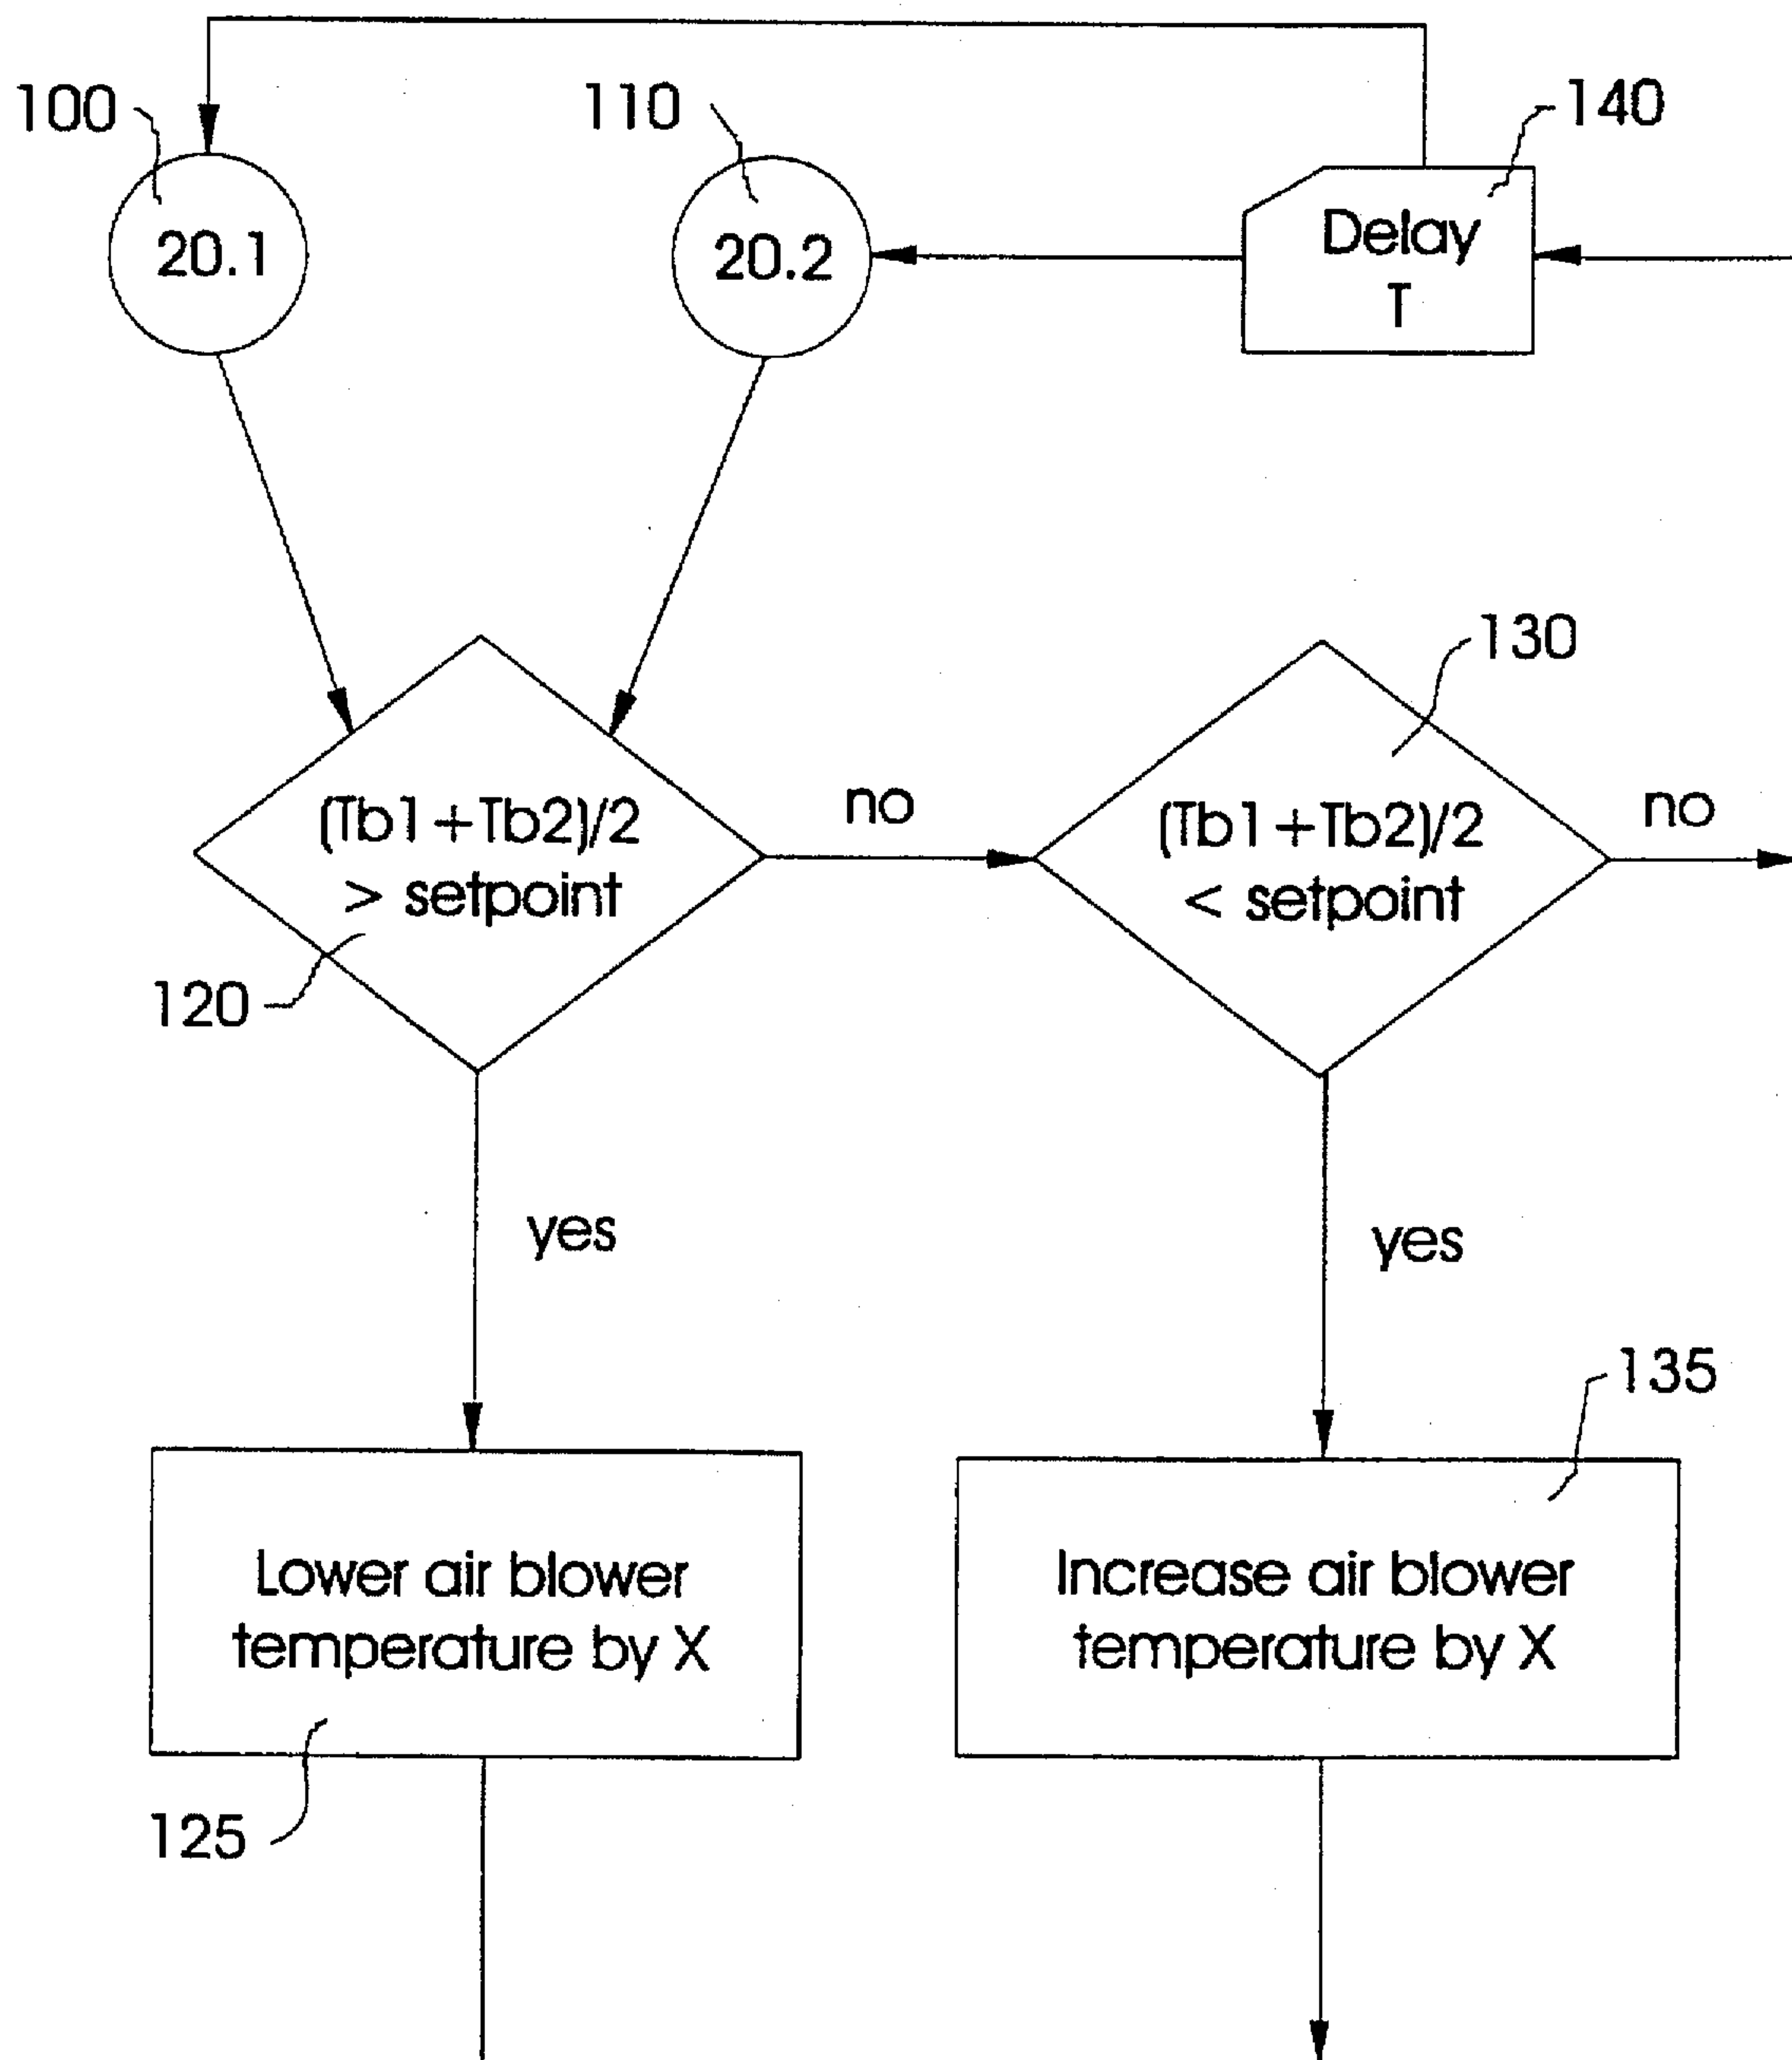 100
110
140
20.1
20.2
Delay
T
130
(Tb1+Tb2)/2
> setpoint
no
(Tb1+Tb2)/2
< setpoint
no
120
yes
yes
135
Lower air blower
temperature by X
Increase air blower
temperature by X
125